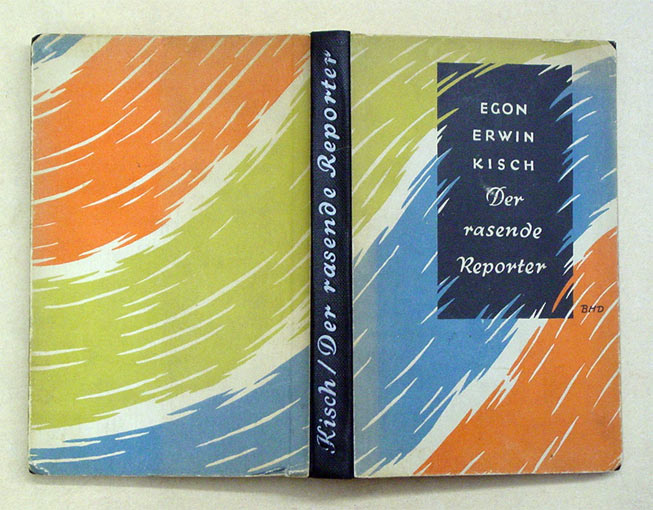 Kisch / Der rasende Reporter
EGON
ERWIN
KISCH
Der
rasende
Reporter
BHD